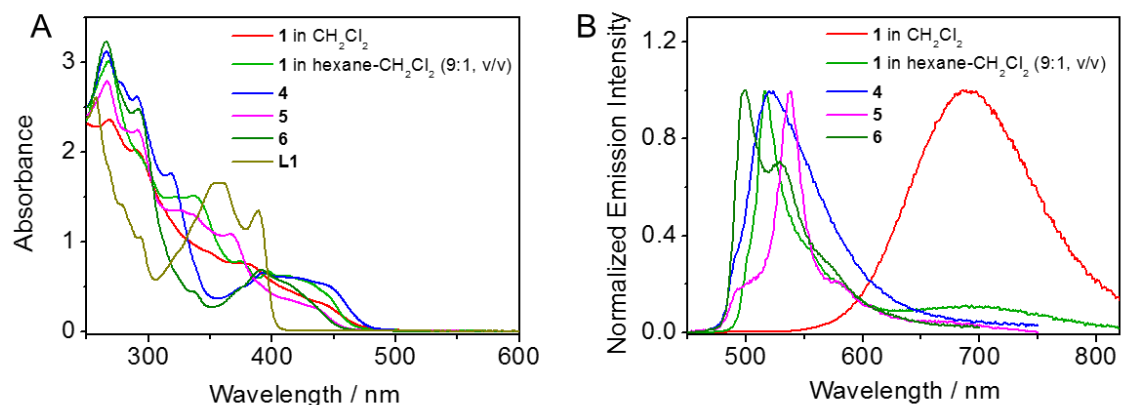 A
1 in CH₂Cl₂
1 in hexane-CH₂Cl₂ (9:1, v/v)
4
5
6
L1
Absorbance
3
2
1
0
300
400
500
600
Wavelength / nm
B
1 in CH₂Cl₂
1 in hexane-CH₂Cl₂ (9:1, v/v)
4
5
6
Normalized Emission Intensity
1.2
0.8
0.4
0.0
500
600
700
800
Wavelength / nm